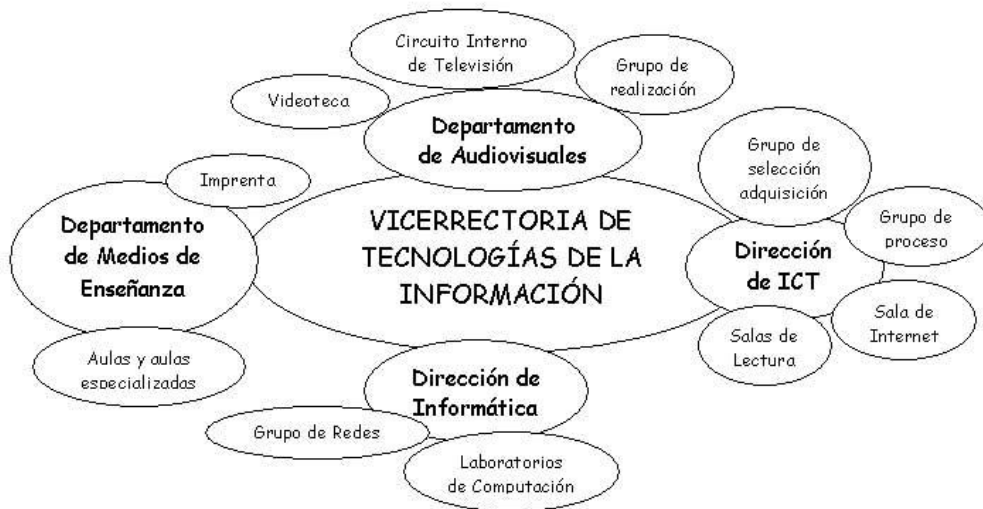 Circuito Interno
de Televisión
Grupo de
realización
Videoteca
Departamento
de Audiovisuales
Grupo de
selección
adquisición
Imprenta
Departamento
de Medios de
Enseñanza
VICERRECTORIA DE
TECNOLOGÍAS DE LA
INFORMACIÓN
Grupo de
proceso
Dirección
de ICT
Sala de
Internet
Salas de
Lectura
Aulas y aulas
especializadas
Dirección de
Informática
Grupo de Redes
Laboratorios
de Computación